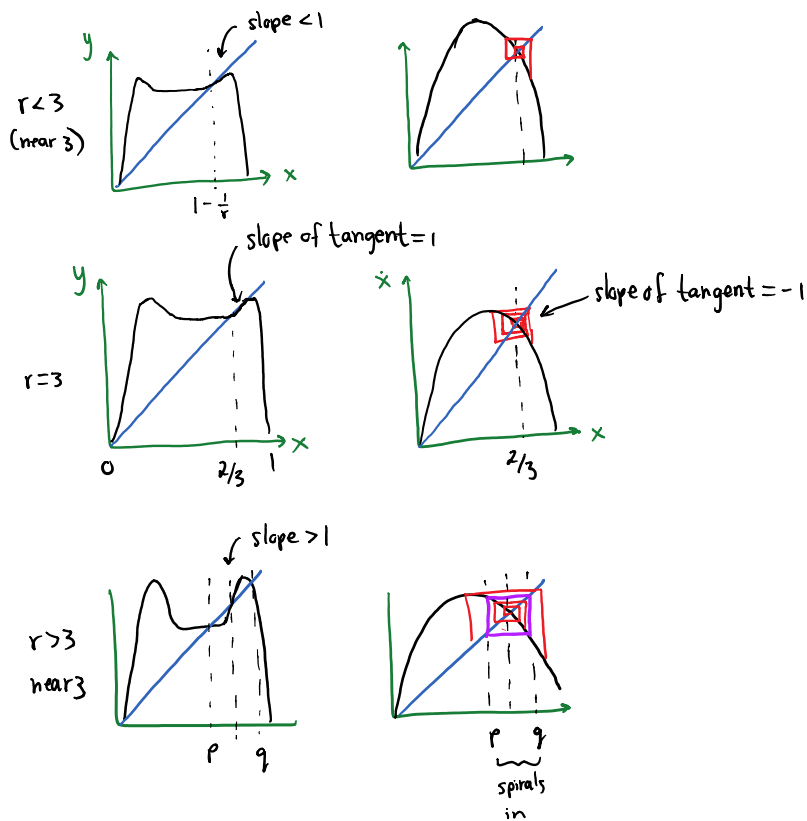 slope < 1
y
r < 3
(near 3)
x
1 - 1/r
slope of tangent = 1
y
ẋ
slope of tangent = -1
r = 3
x
x
0
2/3
1
2/3
slope > 1
r > 3
near 3
p
q
p
q
spirals
in